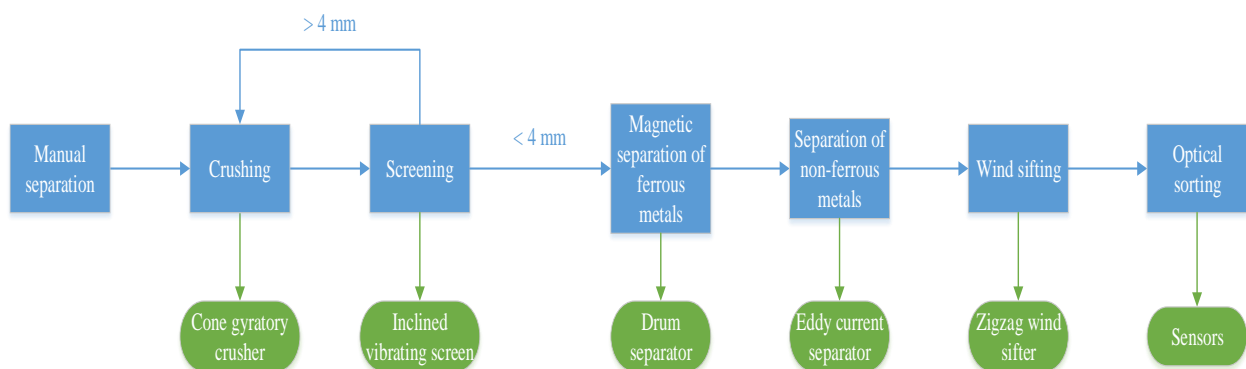 > 4 mm
Manual
separation
Crushing
Screening
< 4 mm
Magnetic
separation of
ferrous
metals
Separation of
non-ferrous
metals
Wind sifting
Optical
sorting
Cone gyratory
crusher
Inclined
vibrating screen
Drum
separator
Eddy current
separator
Zigzag wind
sifter
Sensors